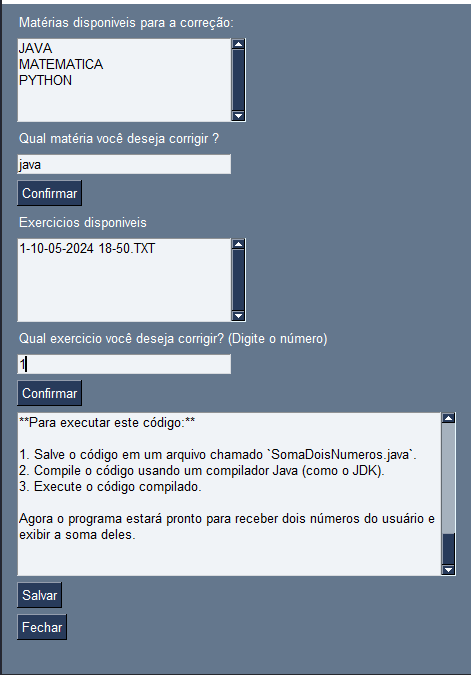 Matérias disponiveis para a correção:
JAVA
MATEMATICA
PYTHON
Qual matéria você deseja corrigir ?
java
Confirmar
Exercicios disponiveis
1-10-05-2024 18-50.TXT
Qual exercicio você deseja corrigir? (Digite o número)
1
Confirmar
**Para executar este código:**
1. Salve o código em um arquivo chamado `SomaDoisNumeros.java`.
2. Compile o código usando um compilador Java (como o JDK).
3. Execute o código compilado.
Agora o programa estará pronto para receber dois números do usuário e
exibir a soma deles.
Salvar
Fechar